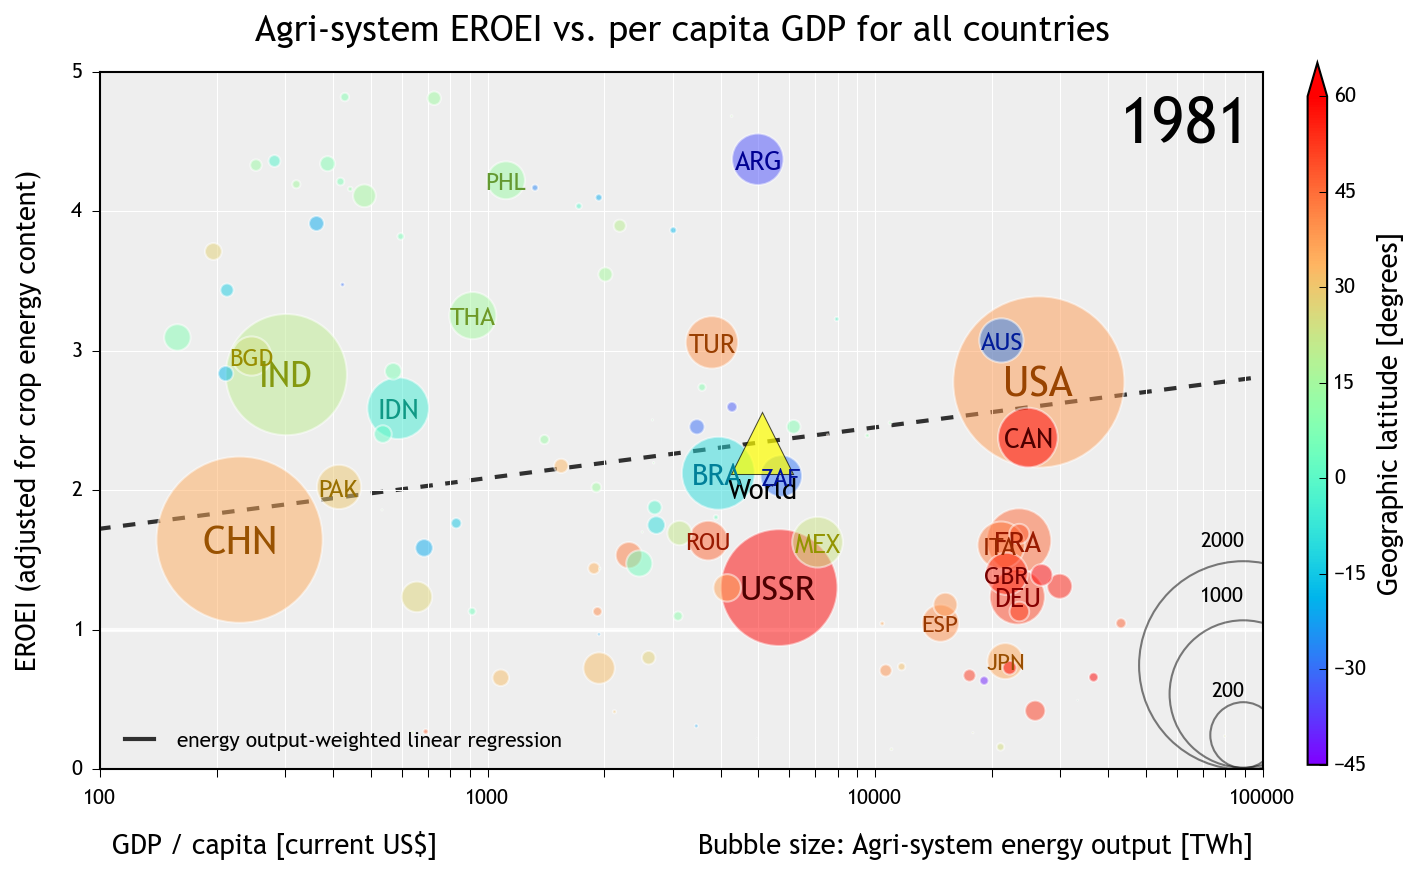 Agri-system EROEI vs. per capita GDP for all countries
1981
EROEI (adjusted for crop energy content)
5
4
3
2
1
0
ARG
PHL
THA
TUR
AUS
USA
BGD
IND
IDN
CAN
BRA
ZAF
World
PAK
CHN
ROU
MEX
USSR
FRA
ITA
GBR
DEU
ESP
JPN
2000
1000
200
energy output-weighted linear regression
100
1000
10000
100000
GDP / capita [current US$]
Bubble size: Agri-system energy output [TWh]
60
45
30
15
0
−15
−30
−45
Geographic latitude [degrees]